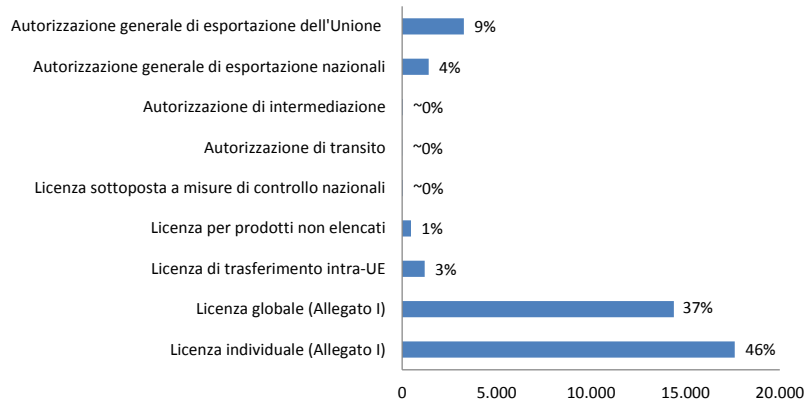 Autorizzazione generale di esportazione dell'Unione 9%
Autorizzazione generale di esportazione nazionali 4%
Autorizzazione di intermediazione ~0%
Autorizzazione di transito ~0%
Licenza sottoposta a misure di controllo nazionali ~0%
Licenza per prodotti non elencati 1%
Licenza di trasferimento intra-UE 3%
Licenza globale (Allegato I) 37%
Licenza individuale (Allegato I) 46%
0 5.000 10.000 15.000 20.000